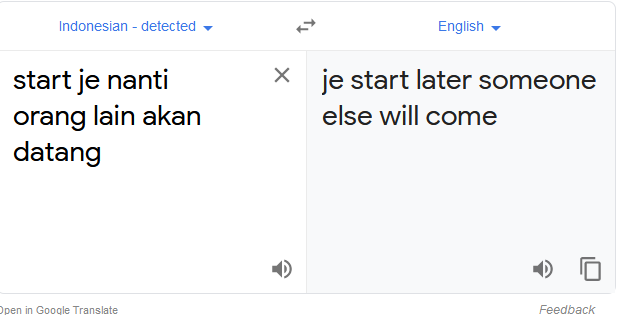 Indonesian - detected
English
start je nanti
orang lain akan
datang
je start later someone
else will come
Open in Google Translate
Feedback